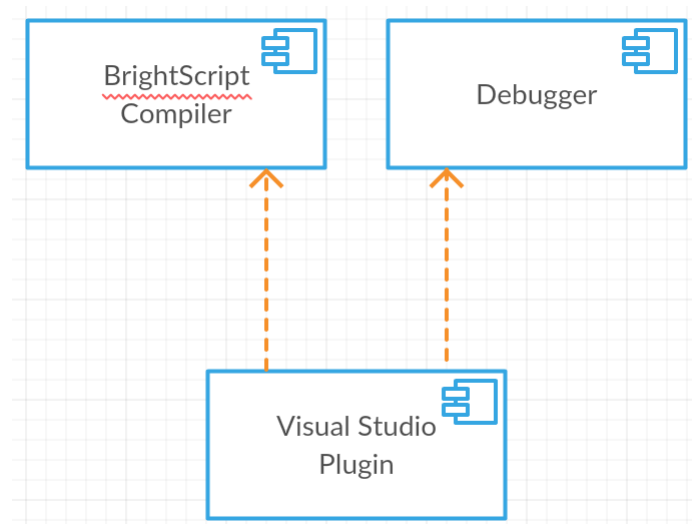 BrightScript
Compiler
Debugger
Visual Studio
Plugin